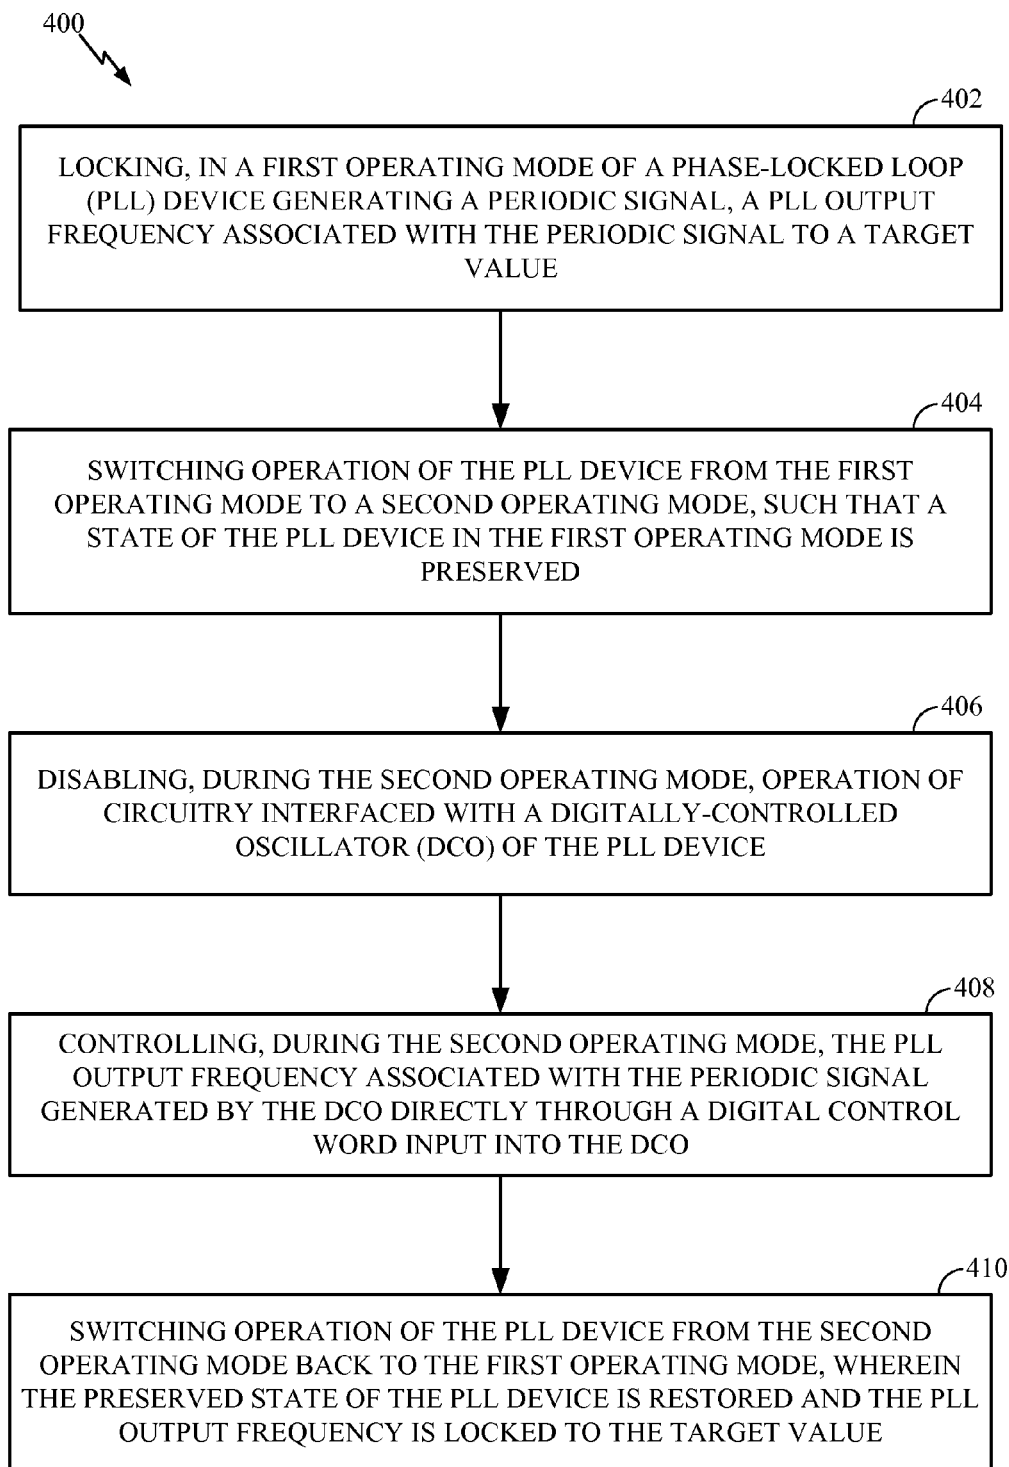 400
402
LOCKING, IN A FIRST OPERATING MODE OF A PHASE-LOCKED LOOP
(PLL) DEVICE GENERATING A PERIODIC SIGNAL, A PLL OUTPUT
FREQUENCY ASSOCIATED WITH THE PERIODIC SIGNAL TO A TARGET
VALUE
404
SWITCHING OPERATION OF THE PLL DEVICE FROM THE FIRST
OPERATING MODE TO A SECOND OPERATING MODE, SUCH THAT A
STATE OF THE PLL DEVICE IN THE FIRST OPERATING MODE IS
PRESERVED
406
DISABLING, DURING THE SECOND OPERATING MODE, OPERATION OF
CIRCUITRY INTERFACED WITH A DIGITALLY-CONTROLLED
OSCILLATOR (DCO) OF THE PLL DEVICE
408
CONTROLLING, DURING THE SECOND OPERATING MODE, THE PLL
OUTPUT FREQUENCY ASSOCIATED WITH THE PERIODIC SIGNAL
GENERATED BY THE DCO DIRECTLY THROUGH A DIGITAL CONTROL
WORD INPUT INTO THE DCO
410
SWITCHING OPERATION OF THE PLL DEVICE FROM THE SECOND
OPERATING MODE BACK TO THE FIRST OPERATING MODE, WHEREIN
THE PRESERVED STATE OF THE PLL DEVICE IS RESTORED AND THE PLL
OUTPUT FREQUENCY IS LOCKED TO THE TARGET VALUE